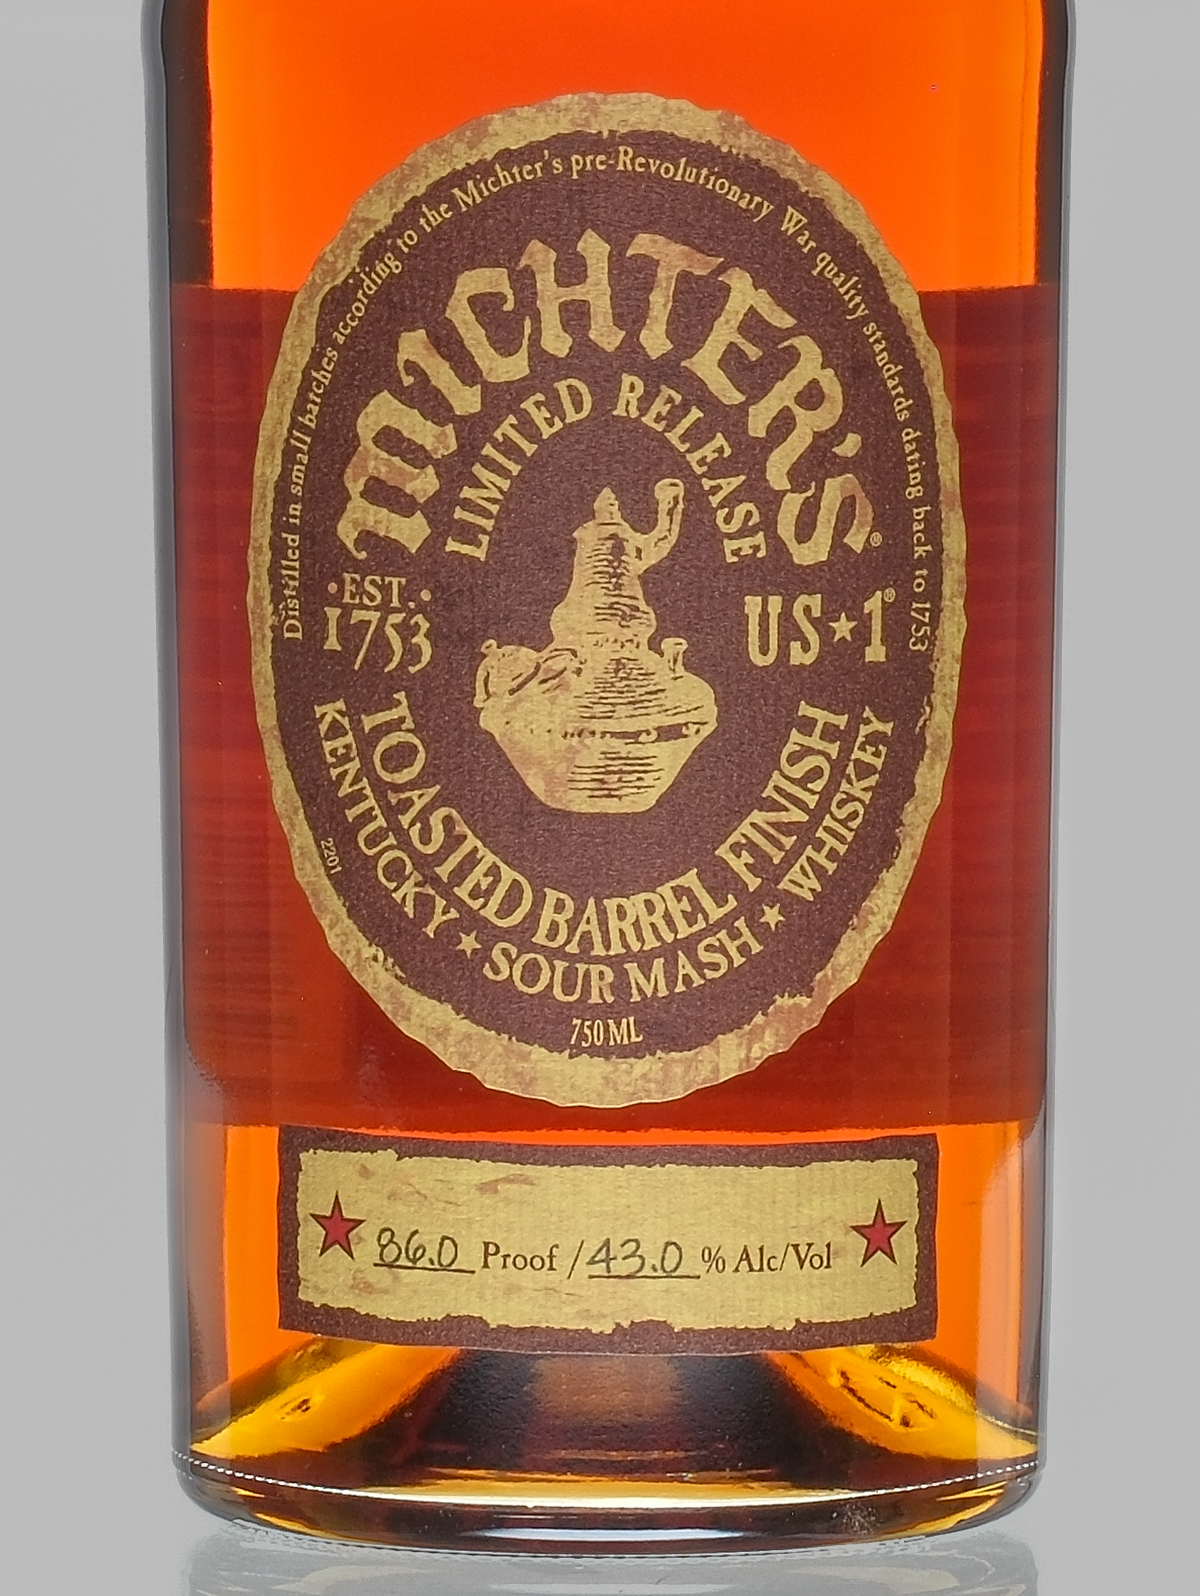 Distilled in small batches according to the Michter's pre-Revolutionary War quality standards dating back to 1753
MICHTER'S®
LIMITED RELEASE
·EST.·
1753
US★1®
TOASTED BARREL FINISH
KENTUCKY ★ SOUR MASH ★ WHISKEY
2201
750 ML
86.0 Proof / 43.0 % Alc/Vol